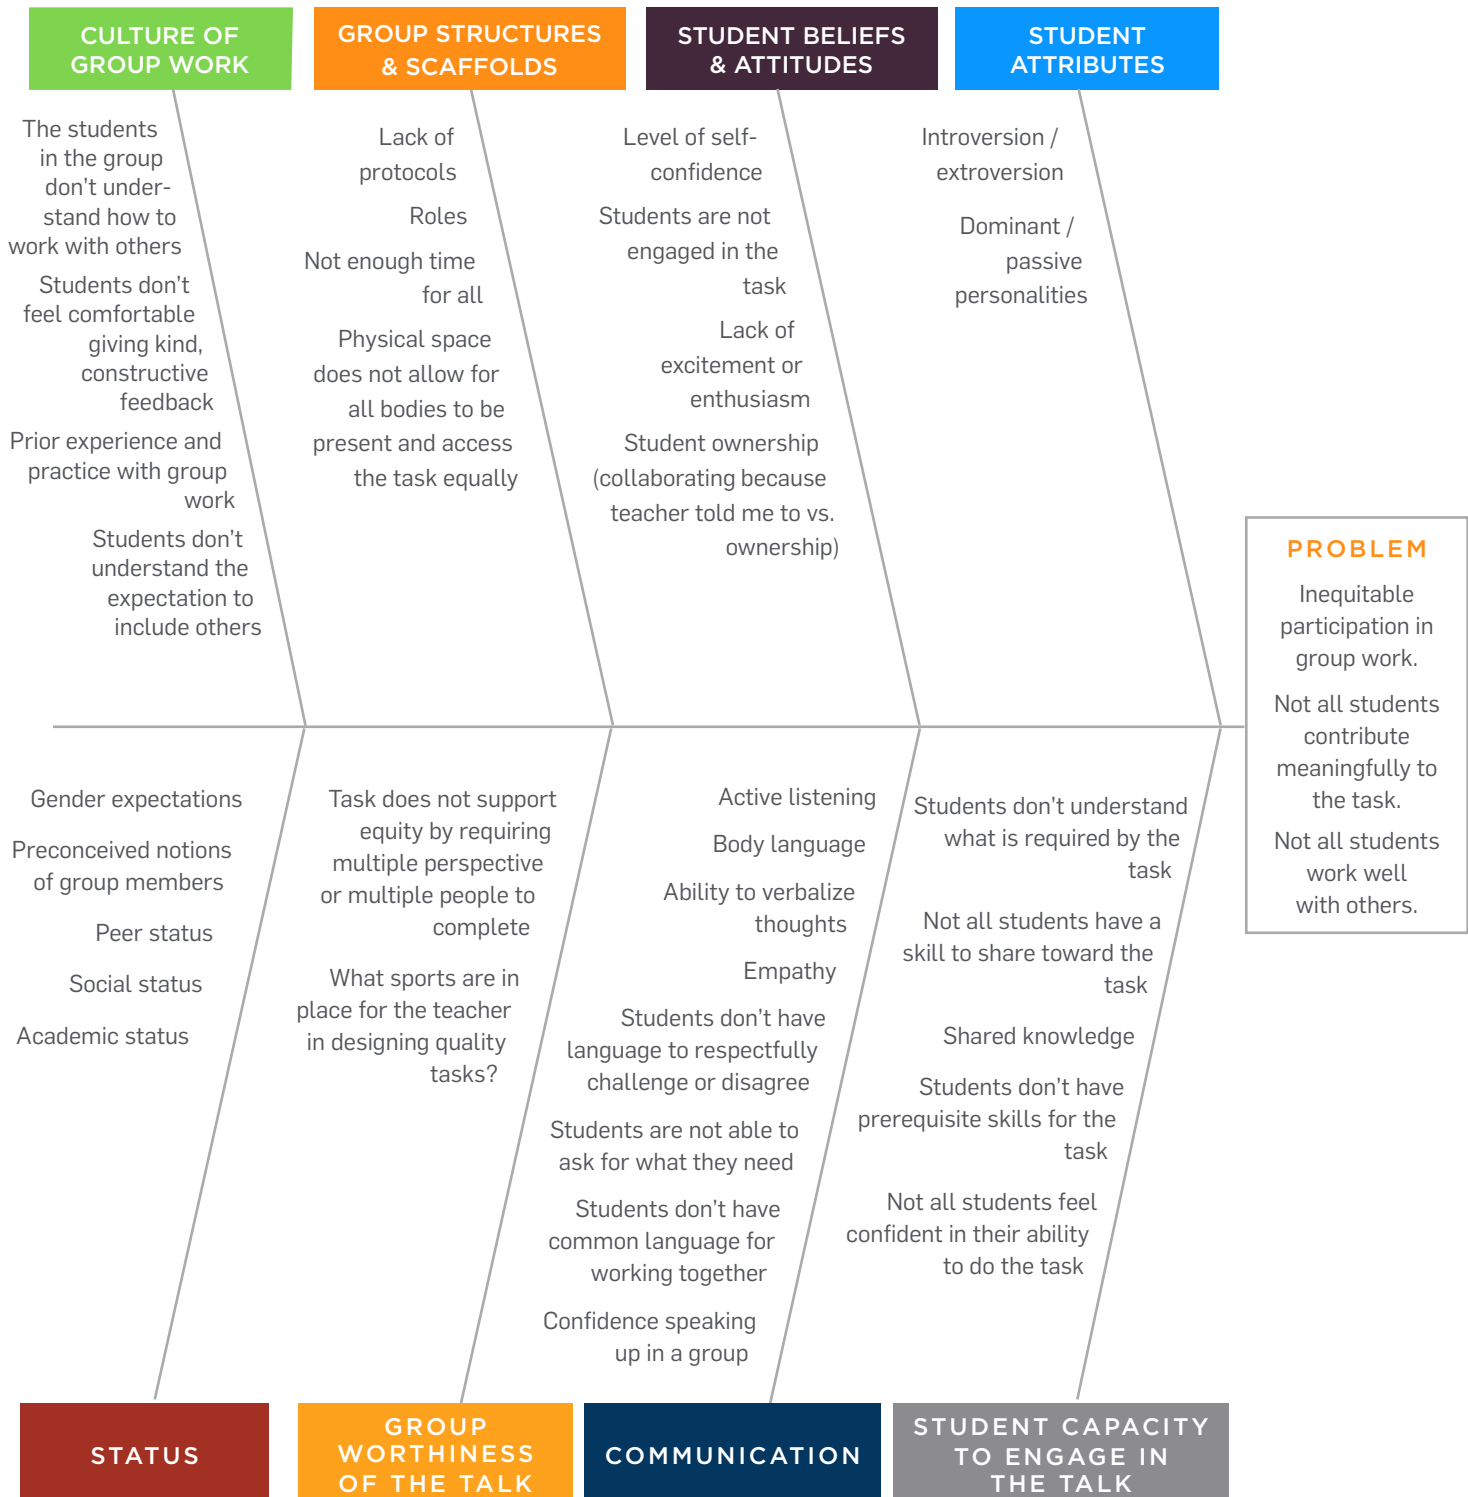 CULTURE OF
GROUP WORK
The students
in the group
don't under-
stand how to
work with others
Students don't
feel comfortable
giving kind,
constructive
feedback
Prior experience and
practice with group
work
Students don't
understand the
expectation to
include others
GROUP STRUCTURES
& SCAFFOLDS
Lack of
protocols
Roles
Not enough time
for all
Physical space
does not allow for
all bodies to be
present and access
the task equally
STUDENT BELIEFS
& ATTITUDES
Level of self-
confidence
Students are not
engaged in the
task
Lack of
excitement or
enthusiasm
Student ownership
(collaborating because
teacher told me to vs.
ownership)
STUDENT
ATTRIBUTES
Introversion /
extroversion
Dominant /
passive
personalities
PROBLEM
Inequitable
participation in
group work.
Not all students
contribute
meaningfully to
the task.
Not all students
work well
with others.
Gender expectations
Preconceived notions
of group members
Peer status
Social status
Academic status
STATUS
Task does not support
equity by requiring
multiple perspective
or multiple people to
complete
What sports are in
place for the teacher
in designing quality
tasks?
GROUP
WORTHINESS
OF THE TALK
Active listening
Body language
Ability to verbalize
thoughts
Empathy
Students don't have
language to respectfully
challenge or disagree
Students are not able to
ask for what they need
Students don't have
common language for
working together
Confidence speaking
up in a group
COMMUNICATION
Students don't understand
what is required by the
task
Not all students have a
skill to share toward the
task
Shared knowledge
Students don't have
prerequisite skills for the
task
Not all students feel
confident in their ability
to do the task
STUDENT CAPACITY
TO ENGAGE IN
THE TALK